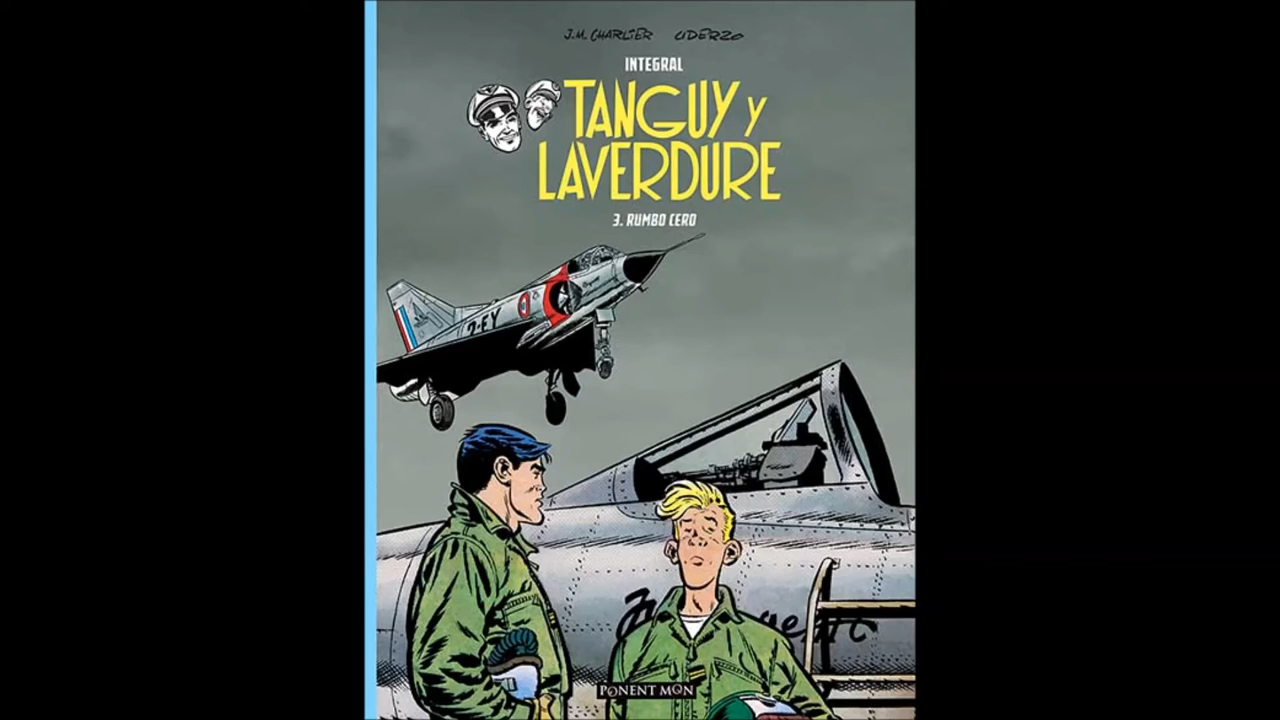 J.M. CHARLIER UDERZO
INTEGRAL
TANGUY Y
LAVERDURE
3. RUMBO CERO
2-EY
PONENT MON